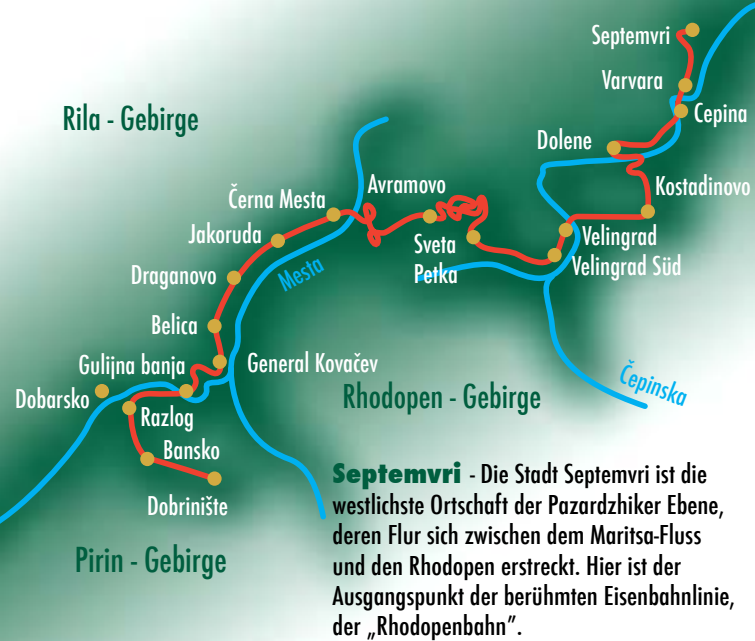 Septemvri
Varvara
Cepina
Rila - Gebirge
Dolene
Avramovo
Kostadinovo
Černa Mesta
Jakoruda
Sveta
Petka
Velingrad
Velingrad Süd
Mesta
Draganovo
Belica
Gulijna banja
General Kovačev
Čepinska
Dobarsko
Rhodopen - Gebirge
Razlog
Bansko
Dobrinište
Pirin - Gebirge
Septemvri - Die Stadt Septemvri ist die
westlichste Ortschaft der Pazardzhiker Ebene,
deren Flur sich zwischen dem Maritsa-Fluss
und den Rhodopen erstreckt. Hier ist der
Ausgangspunkt der berühmten Eisenbahnlinie,
der „Rhodopenbahn”.